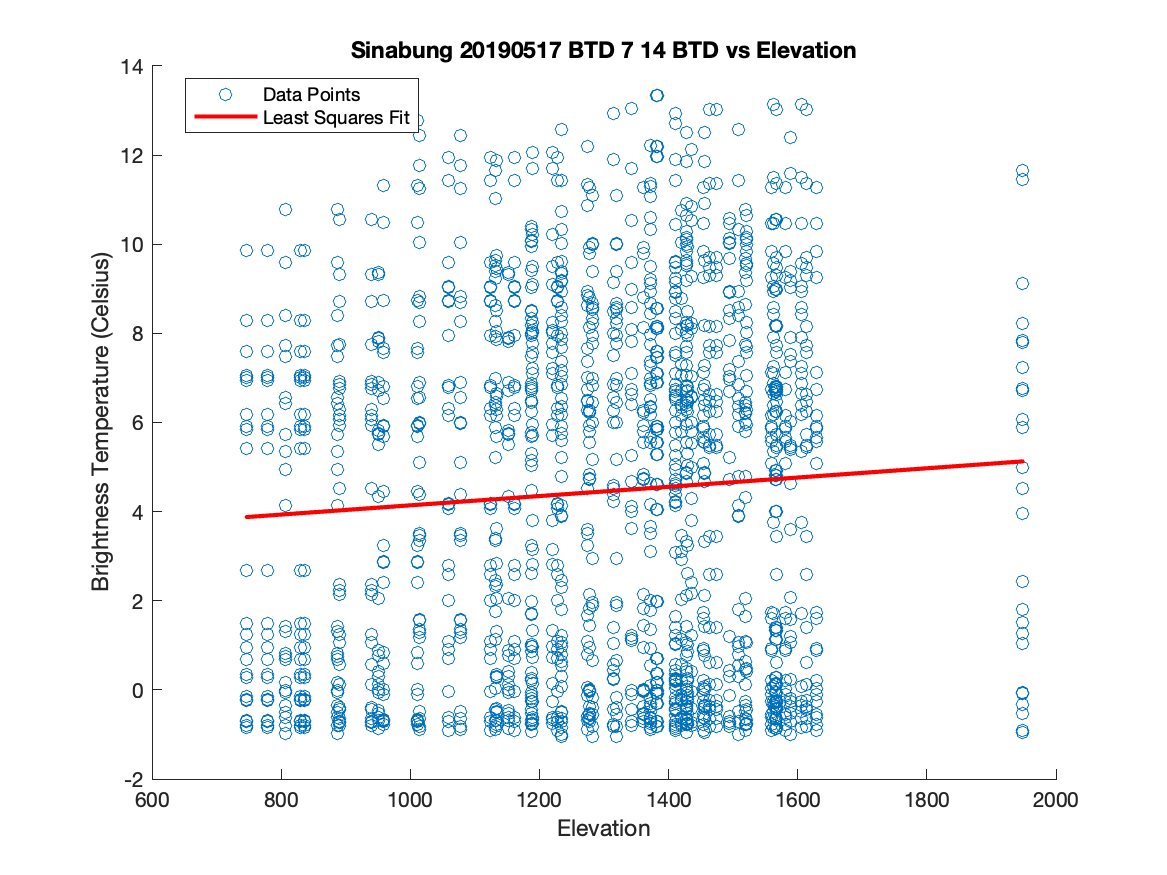 Sinabung 20190517 BTD 7 14 BTD vs Elevation
Data Points
Least Squares Fit
Brightness Temperature (Celsius)
14
12
10
8
6
4
2
0
-2
600 800 1000 1200 1400 1600 1800 2000
Elevation